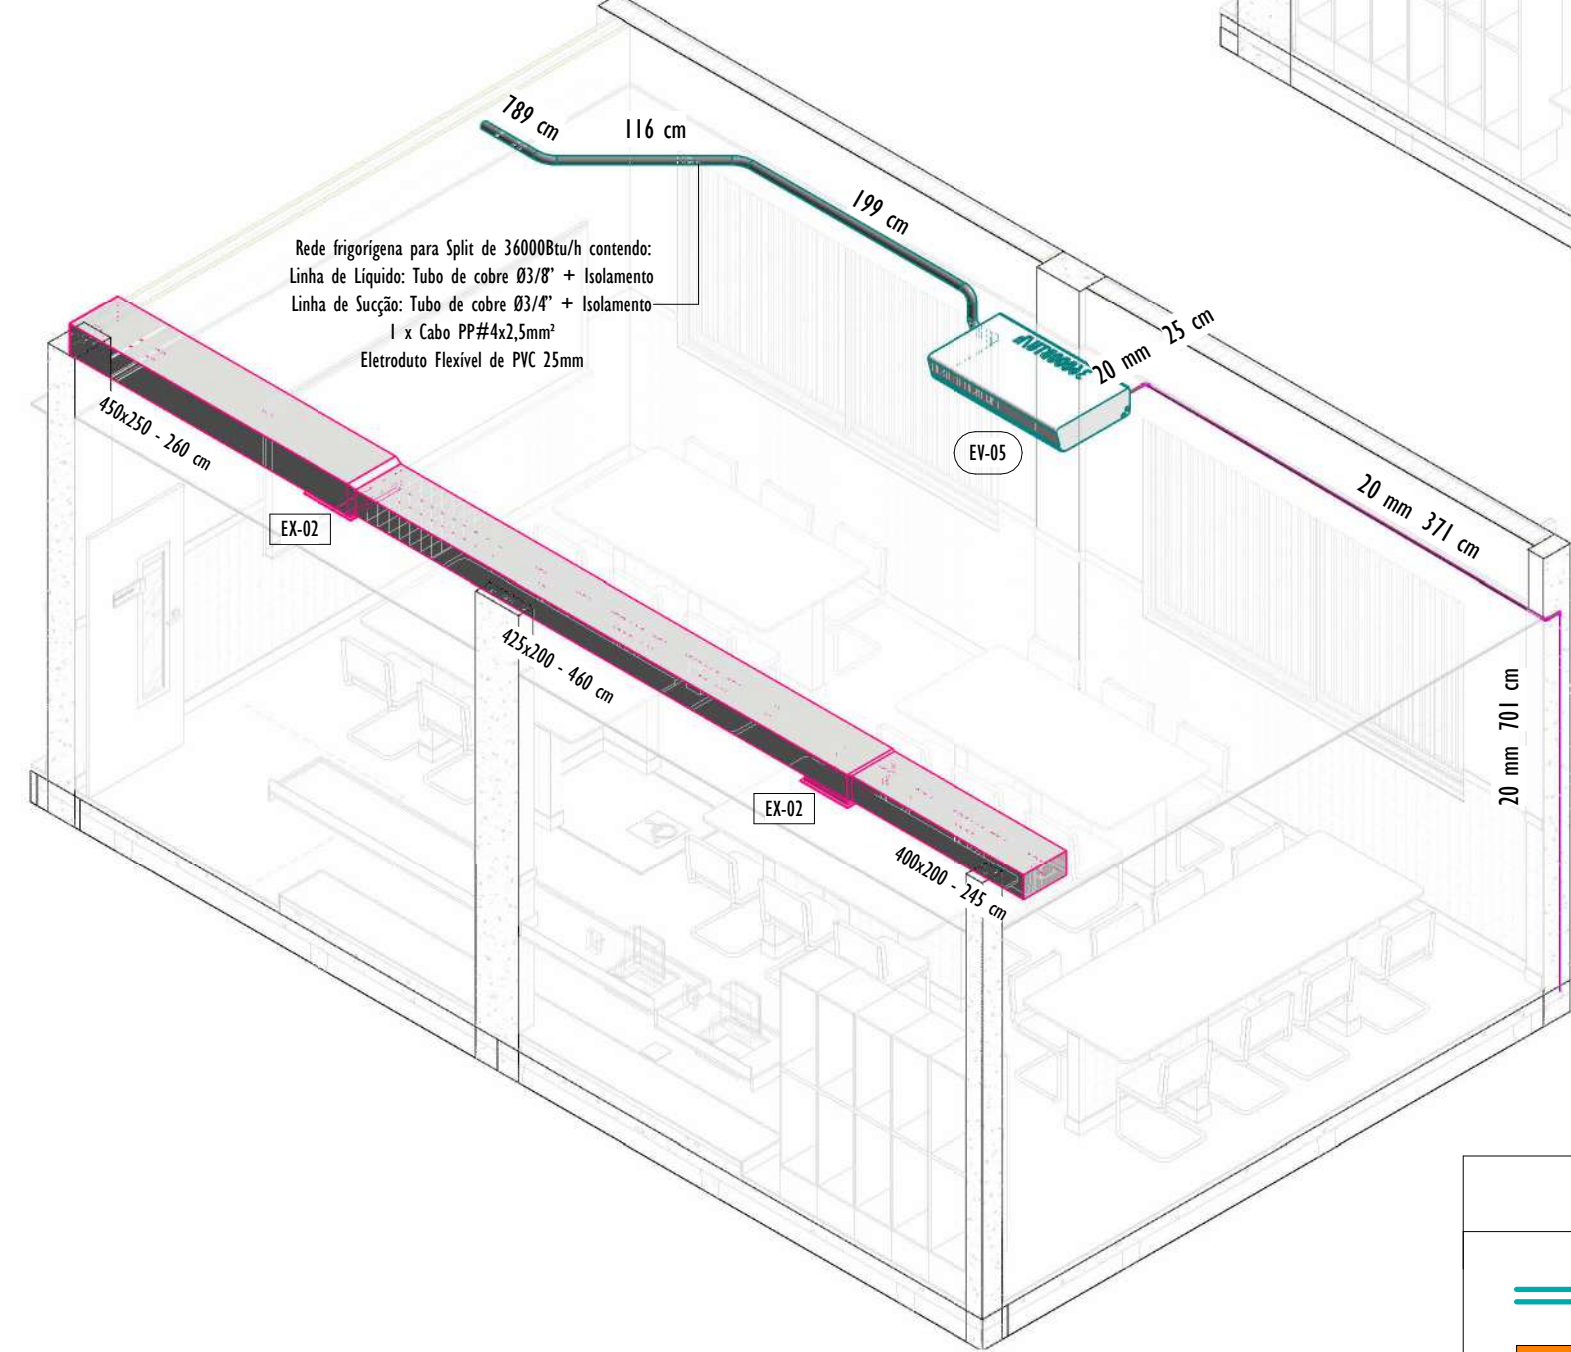 789 cm
116 cm
199 cm
Rede frigorígena para Split de 36000Btu/h contendo:
Linha de Líquido: Tubo de cobre Ø3/8” + Isolamento
Linha de Sucção: Tubo de cobre Ø3/4” + Isolamento
1 x Cabo PP#4x2,5mm²
Eletroduto Flexível de PVC 25mm
20 mm 25 cm
EV-05
450x250 - 260 cm
20 mm 371 cm
EX-02
425x200 - 460 cm
20 mm 701 cm
EX-02
400x200 - 245 cm